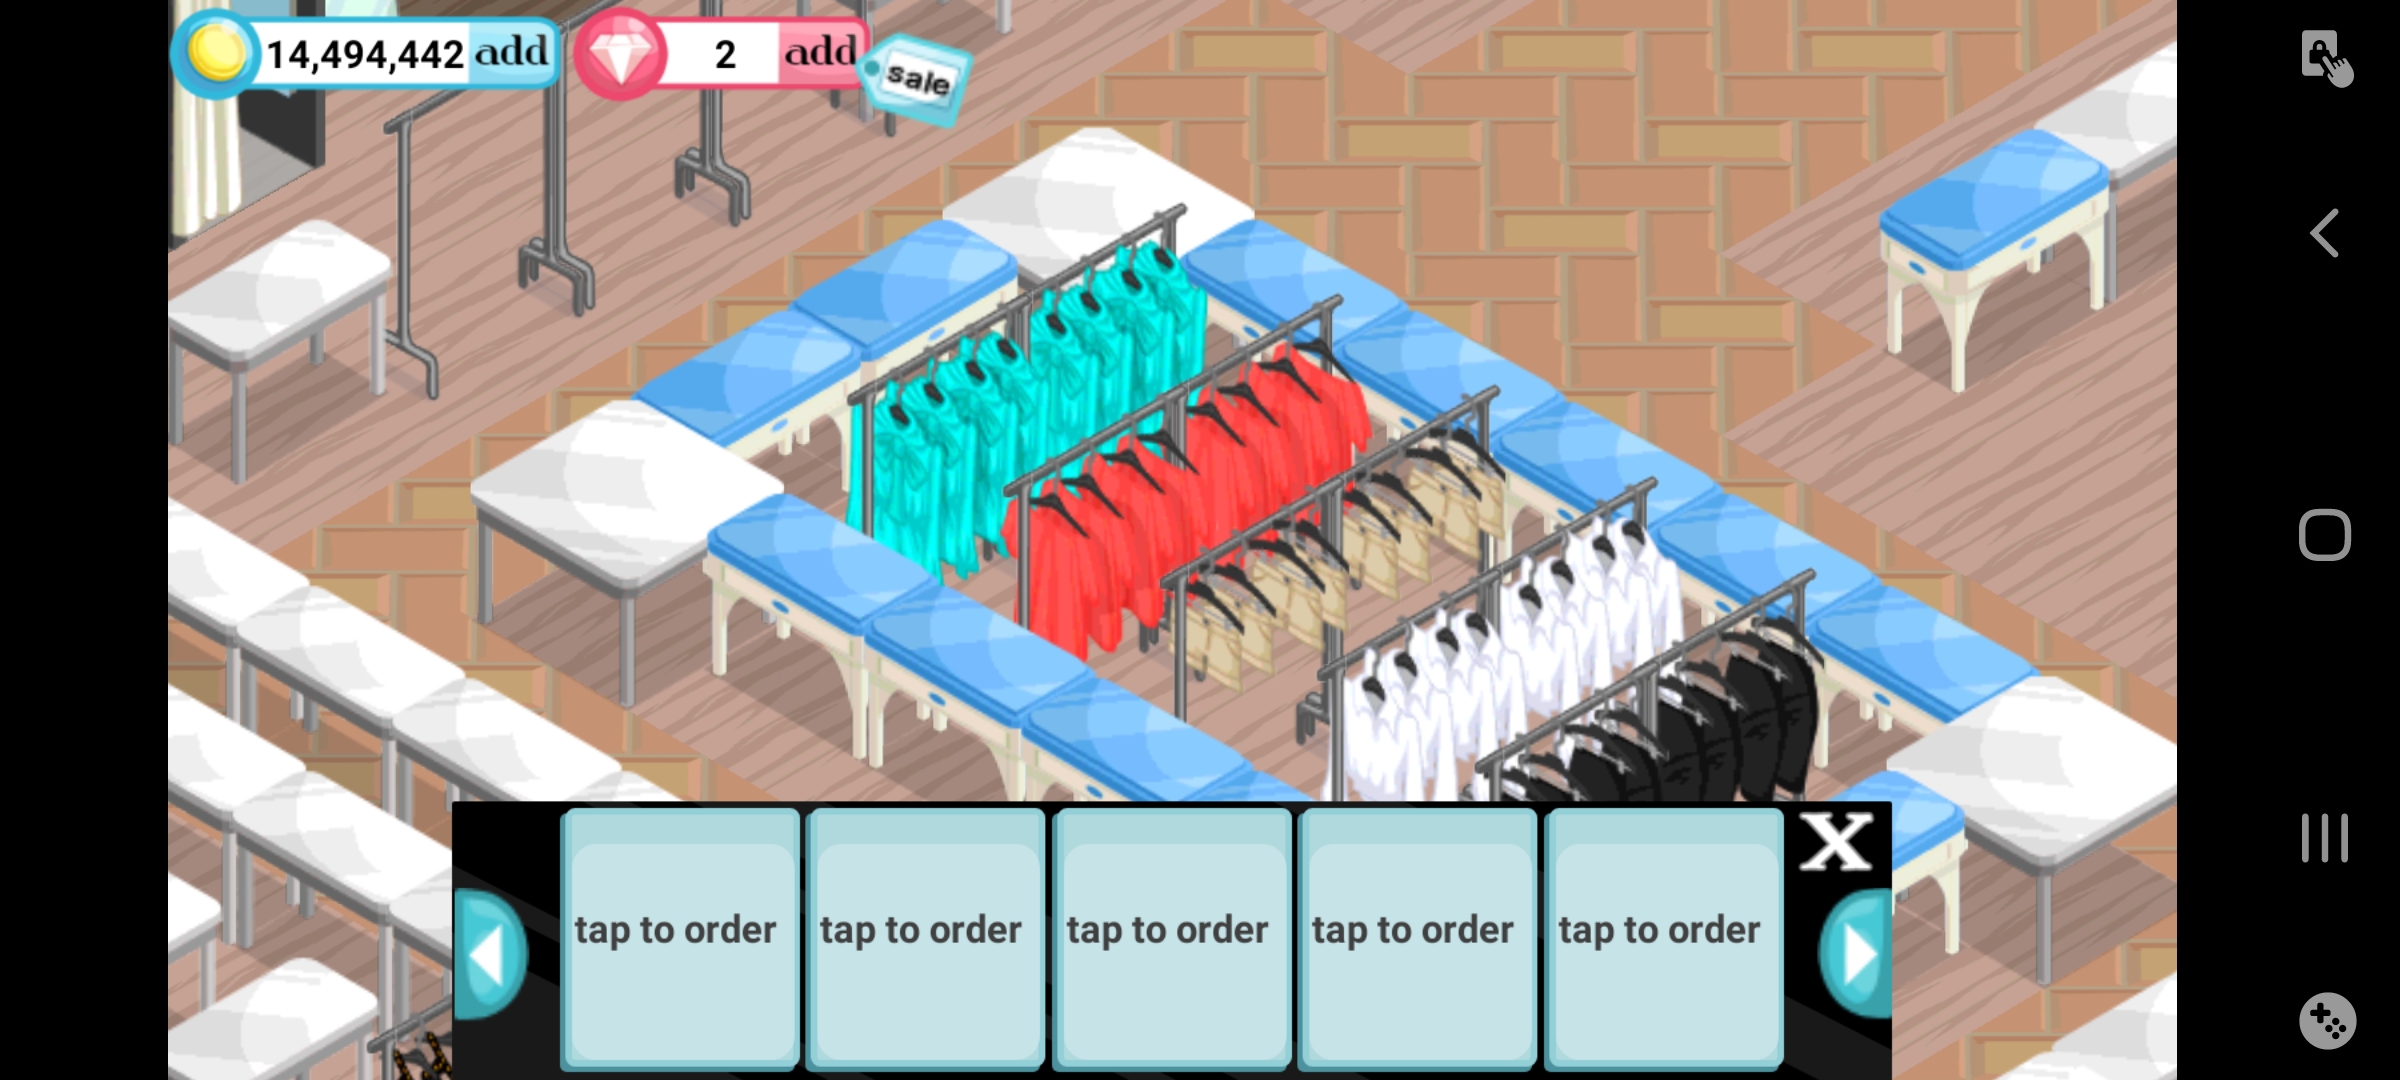 14,494,442 add
2 add
sale
X
tap to order
tap to order
tap to order
tap to order
tap to order